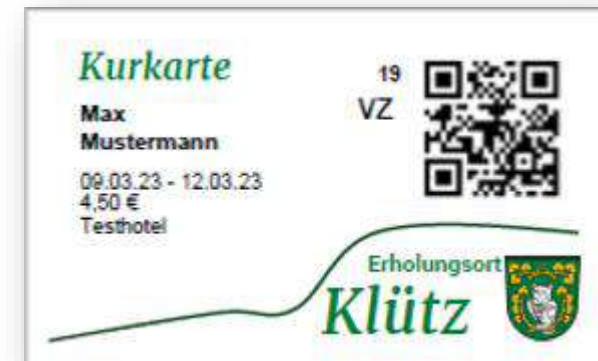 Kurkarte
19
VZ
Max
Mustermann
09.03.23 - 12.03.23
4,50 €
Testhotel
Erholungsort
Klütz